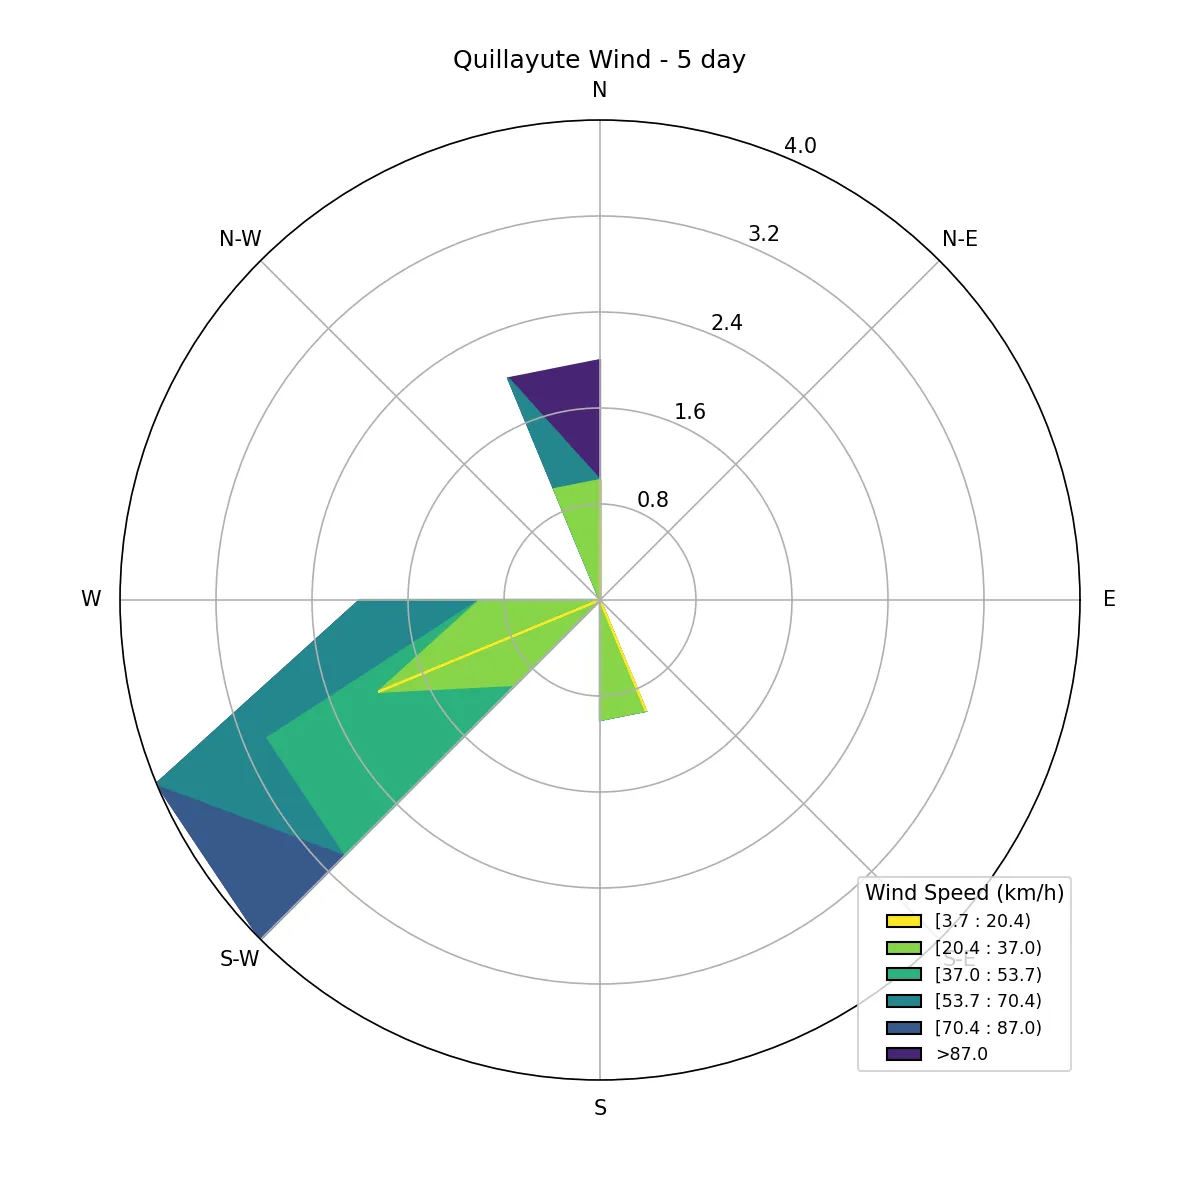 Quillayute Wind - 5 day
N
4.0
N-W
3.2
N-E
2.4
1.6
0.8
W
E
Wind Speed (km/h)
[3.7 : 20.4)
[20.4 : 37.0)
S-W
S-E
[37.0 : 53.7)
[53.7 : 70.4)
[70.4 : 87.0)
>87.0
S